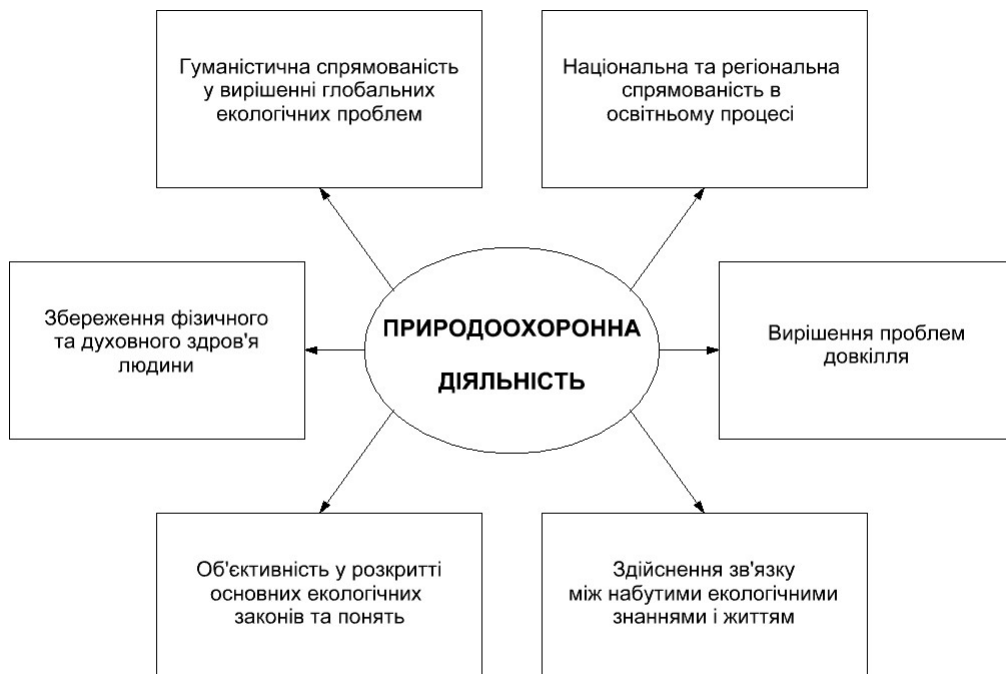 Гуманістична спрямованість
у вирішенні глобальних
екологічних проблем
Національна та регіональна
спрямованість в
освітньому процесі
Збереження фізичного
та духовного здров'я
людини
ПРИРОДООХОРОННА
ДІЯЛЬНІСТЬ
Вирішення проблем
довкілля
Об'єктивність у розкритті
основних екологічних
законів та понять
Здійснення зв'язку
між набутими екологічними
знаннями і життям